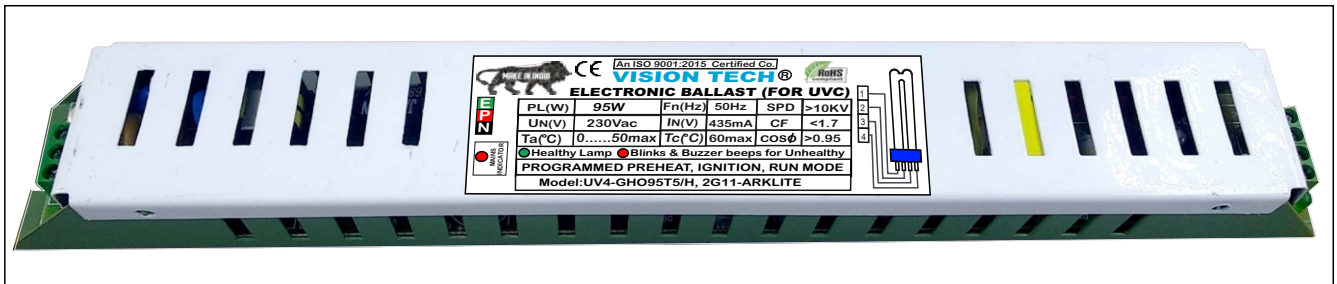 MAKE IN INDIA
CE
An ISO 9001:2015 Certified Co.
VISION TECH®
RoHS
compliant
ELECTRONIC BALLAST (FOR UVC)
E
P
N
PL(W) 95W Fn(Hz) 50Hz SPD >10KV
UN(V) 230Vac IN(V) 435mA CF <1.7
Ta(°C) 0......50max Tc(°C) 60max COSϕ >0.95
Healthy Lamp Blinks & Buzzer beeps for Unhealthy
MAINS
INDICATOR
PROGRAMMED PREHEAT, IGNITION, RUN MODE
Model:UV4-GHO95T5/H, 2G11-ARKLITE
1
2
3
4